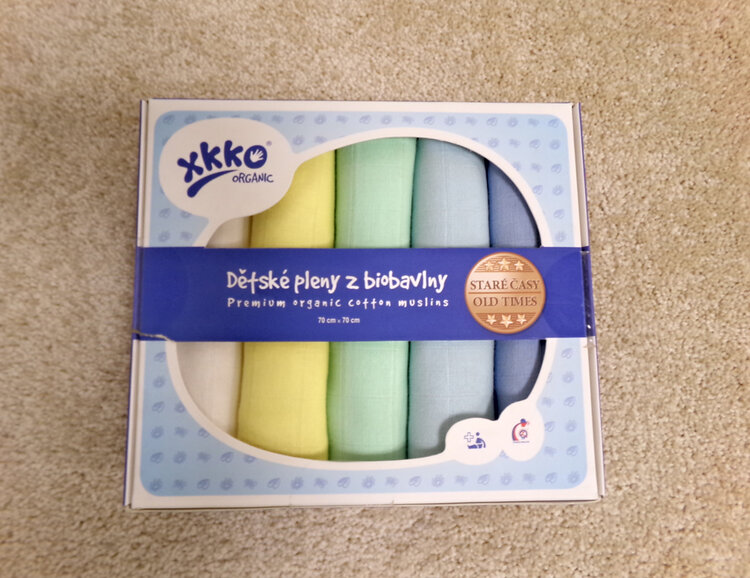 xkko®
ORGANIC
Dětské pleny z biobavlny
Premium organic cotton muslins
70 cm x 70 cm
STARÉ ČASY
OLD TIMES